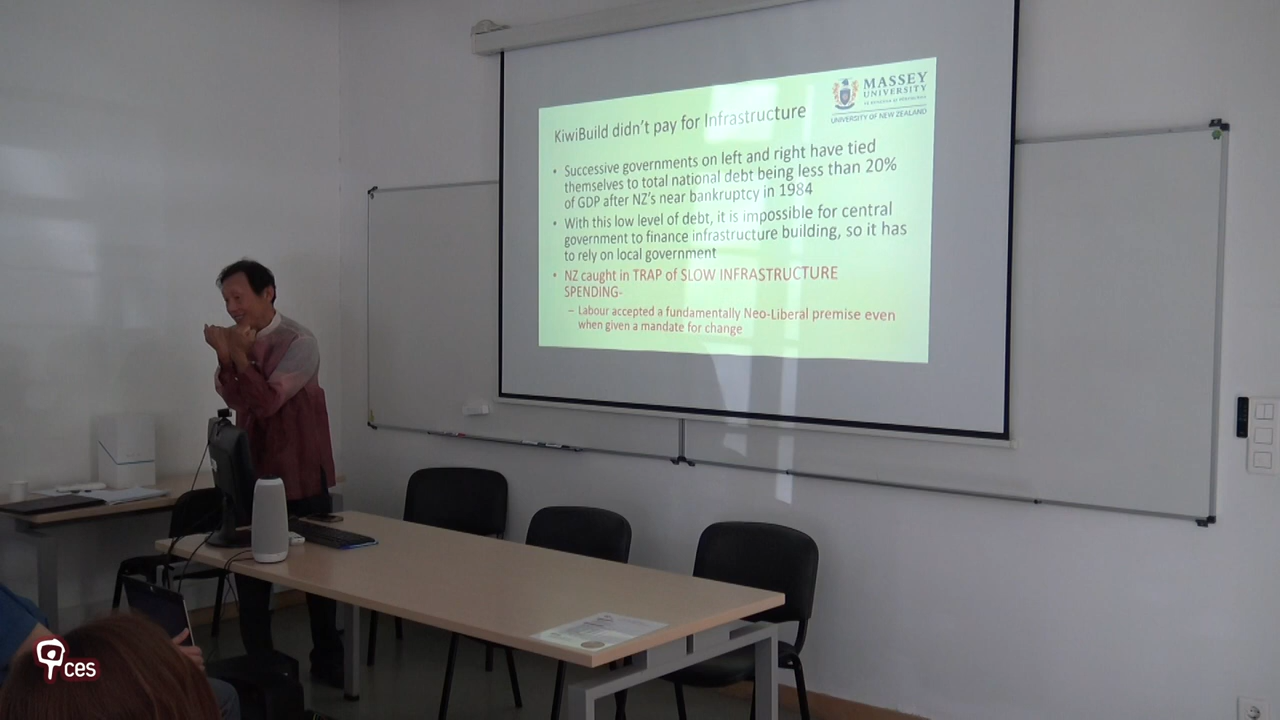 KiwiBuild didn't pay for Infrastructure
MASSEY
UNIVERSITY
UNIVERSITY OF NEW ZEALAND
• Successive governments on left and right have tied
themselves to total national debt being less than 20%
of GDP after NZ's near bankruptcy in 1984
• With this low level of debt, it is impossible for central
government to finance infrastructure building, so it has
to rely on local government
• NZ caught in TRAP of SLOW INFRASTRUCTURE
SPENDING-
– Labour accepted a fundamentally Neo-Liberal premise even
when given a mandate for change
ces